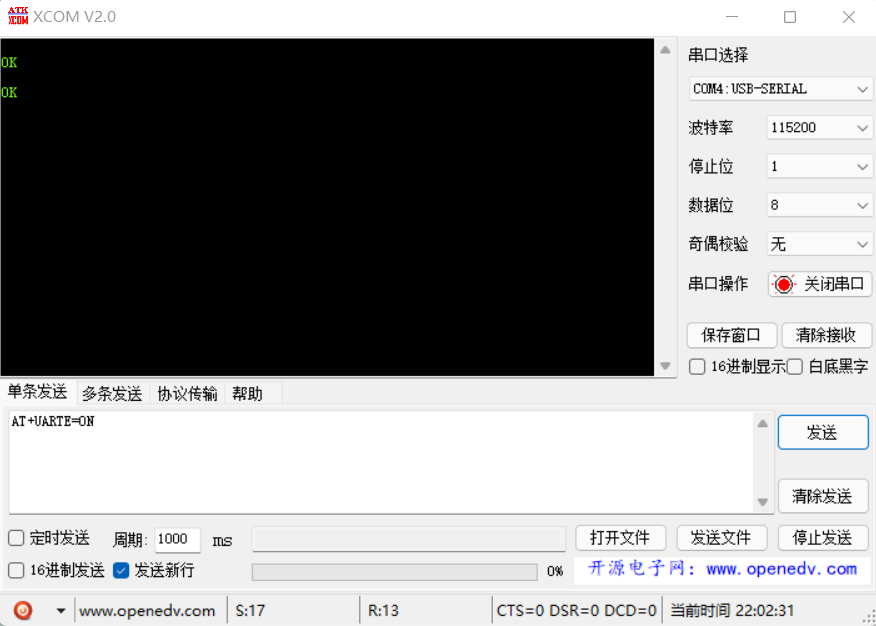 ATK XCOM XCOM V2.0
OK
OK
串口选择
COM4:USB-SERIAL
波特率 115200
停止位 1
数据位 8
奇偶校验 无
串口操作 关闭串口
保存窗口 清除接收
16进制显示 白底黑字
单条发送 多条发送 协议传输 帮助
AT+UARTE=ON
发送
清除发送
定时发送 周期: 1000 ms 打开文件 发送文件 停止发送
16进制发送 发送新行 0% 开源电子网: www.openedv.com
www.openedv.com S:17 R:13 CTS=0 DSR=0 DCD=0 当前时间 22:02:31